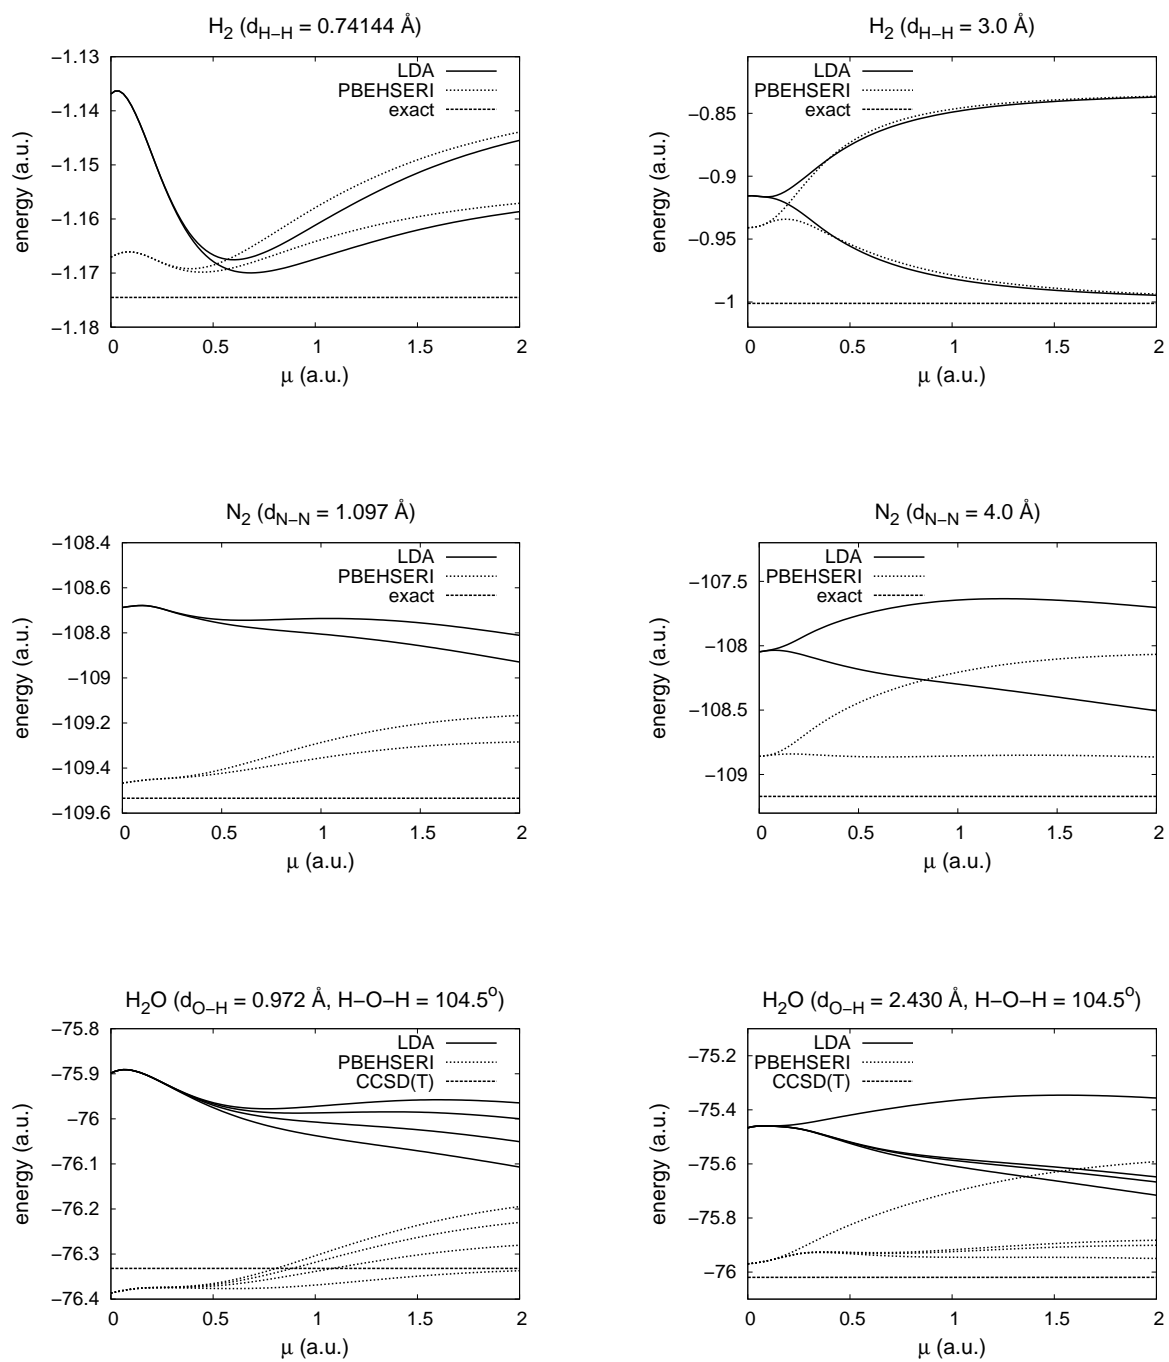 H2 (dH−H = 0.74144 Å)
LDA
PBEHSERI
exact
energy (a.u.)
−1.13
−1.14
−1.15
−1.16
−1.17
−1.18
0 0.5 1 1.5 2
μ (a.u.)
H2 (dH−H = 3.0 Å)
LDA
PBEHSERI
exact
energy (a.u.)
−0.85
−0.9
−0.95
−1
0 0.5 1 1.5 2
μ (a.u.)
N2 (dN−N = 1.097 Å)
LDA
PBEHSERI
exact
energy (a.u.)
−108.4
−108.6
−108.8
−109
−109.2
−109.4
−109.6
0 0.5 1 1.5 2
μ (a.u.)
N2 (dN−N = 4.0 Å)
LDA
PBEHSERI
exact
energy (a.u.)
−107.5
−108
−108.5
−109
0 0.5 1 1.5 2
μ (a.u.)
H2O (dO−H = 0.972 Å, H−O−H = 104.5o)
LDA
PBEHSERI
CCSD(T)
energy (a.u.)
−75.8
−75.9
−76
−76.1
−76.2
−76.3
−76.4
0 0.5 1 1.5 2
μ (a.u.)
H2O (dO−H = 2.430 Å, H−O−H = 104.5o)
LDA
PBEHSERI
CCSD(T)
energy (a.u.)
−75.2
−75.4
−75.6
−75.8
−76
0 0.5 1 1.5 2
μ (a.u.)